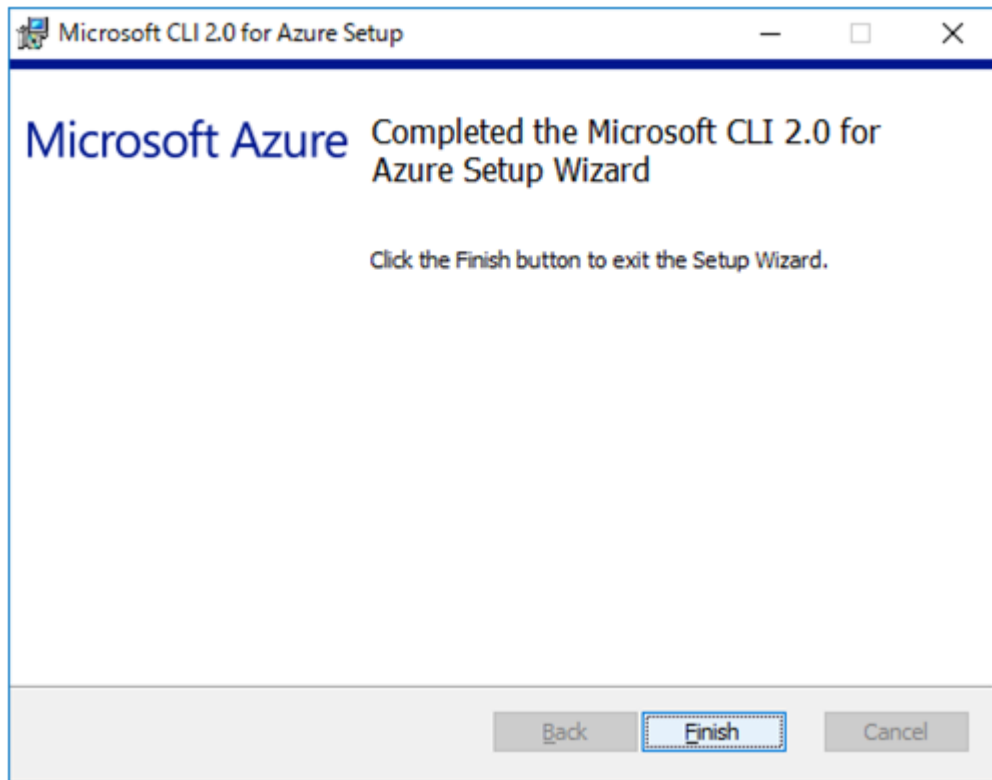 Microsoft CLI 2.0 for Azure Setup
Microsoft Azure
Completed the Microsoft CLI 2.0 for
Azure Setup Wizard
Click the Finish button to exit the Setup Wizard.
Back
Finish
Cancel